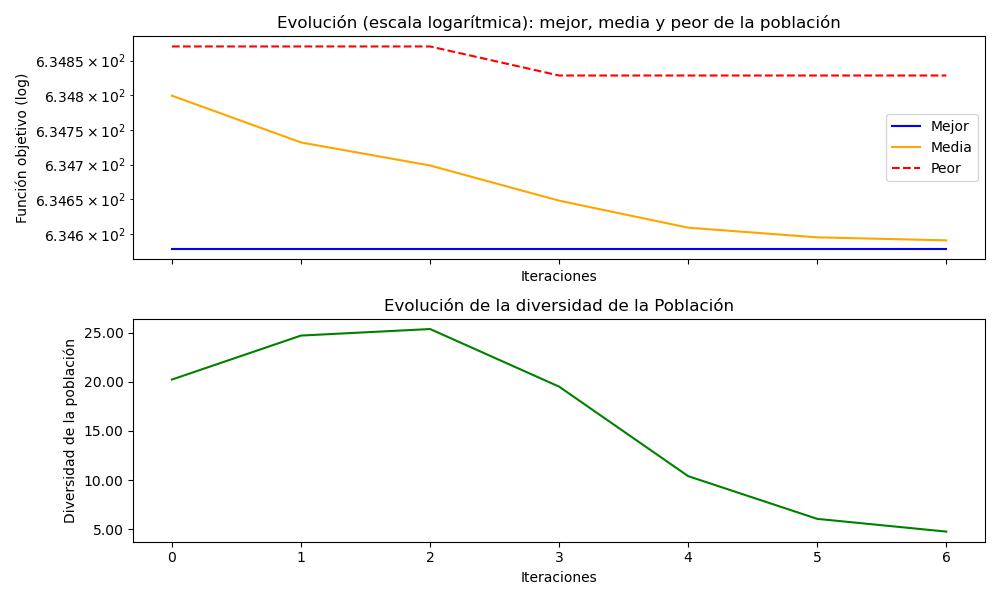 Evolución (escala logarítmica): mejor, media y peor de la población
Función objetivo (log)
6.3485 × 10²
6.348 × 10²
6.3475 × 10²
6.347 × 10²
6.3465 × 10²
6.346 × 10²
Mejor
Media
Peor
Iteraciones
Evolución de la diversidad de la Población
Diversidad de la población
25.00
20.00
15.00
10.00
5.00
0 1 2 3 4 5 6
Iteraciones